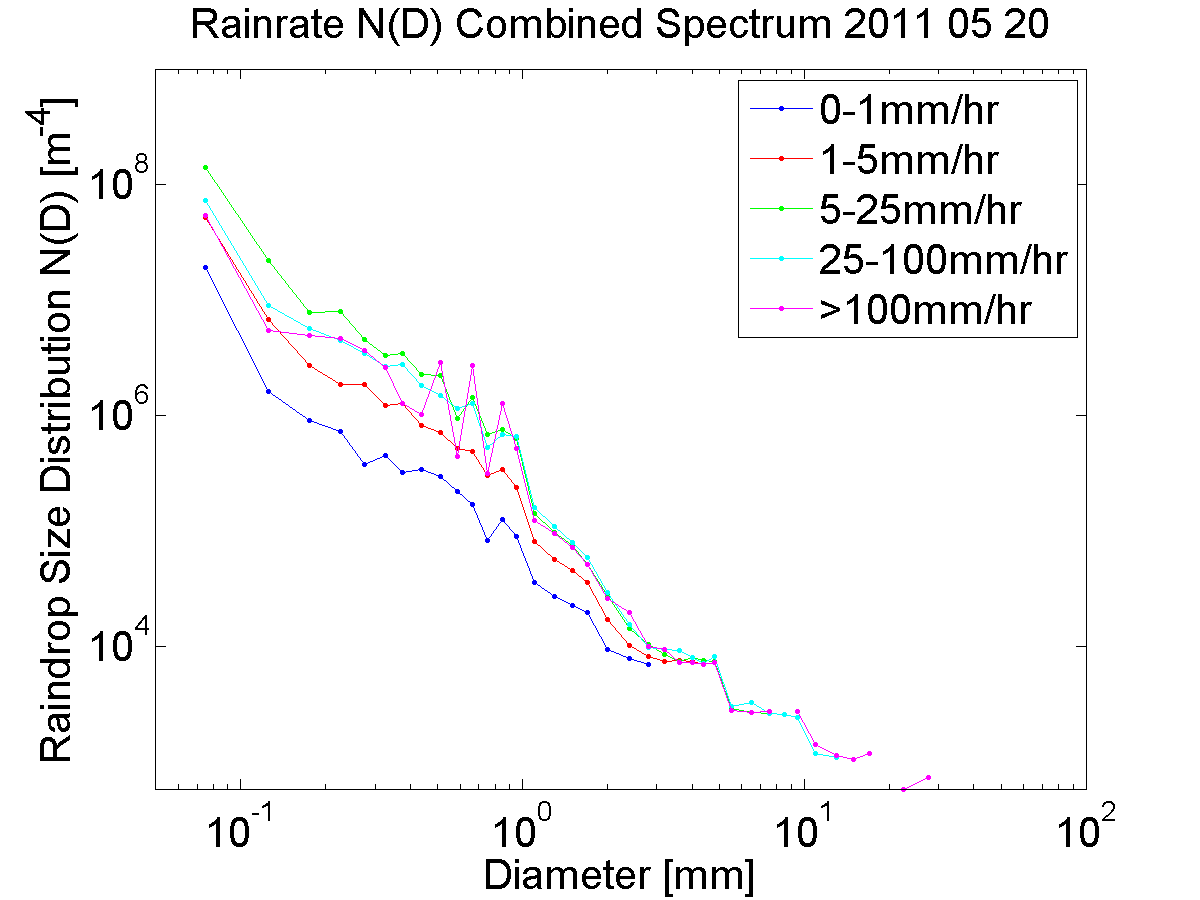 Rainrate N(D) Combined Spectrum 2011 05 20
Raindrop Size Distribution N(D) [m^-4]
10^8
10^6
10^4
0-1mm/hr
1-5mm/hr
5-25mm/hr
25-100mm/hr
>100mm/hr
10^-1 10^0 10^1 10^2
Diameter [mm]